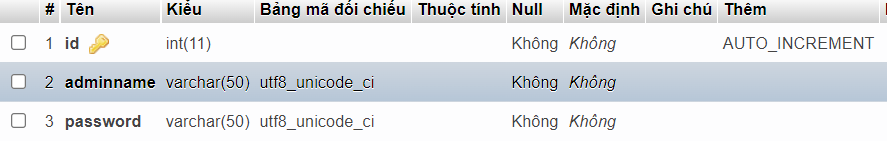 # Tên Kiểu Bảng mã đối chiếu Thuộc tính Null Mặc định Ghi chú Thêm
1 id int(11) Không Không AUTO_INCREMENT
2 adminname varchar(50) utf8_unicode_ci Không Không
3 password varchar(50) utf8_unicode_ci Không Không